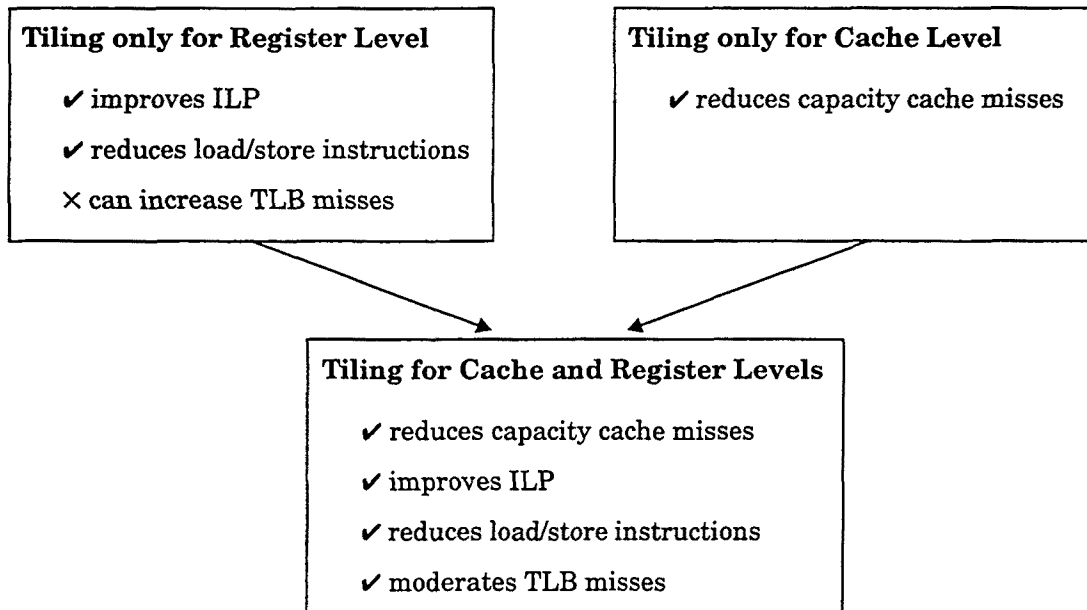 Tiling only for Register Level
✔ improves ILP
✔ reduces load/store instructions
× can increase TLB misses
Tiling only for Cache Level
✔ reduces capacity cache misses
Tiling for Cache and Register Levels
✔ reduces capacity cache misses
✔ improves ILP
✔ reduces load/store instructions
✔ moderates TLB misses